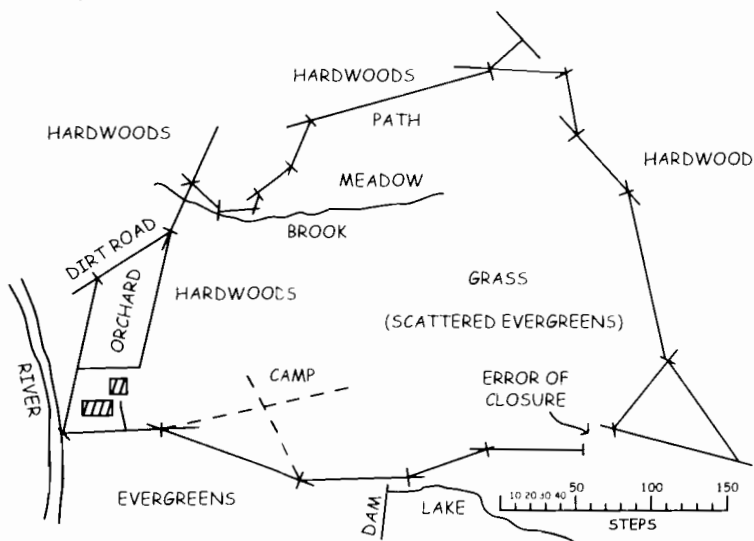 HARDWOODS
PATH
HARDWOODS
HARDWOOD
MEADOW
BROOK
DIRT ROAD
ORCHARD
HARDWOODS
GRASS
(SCATTERED EVERGREENS)
RIVER
CAMP
ERROR OF
CLOSURE
EVERGREENS
DAM
LAKE
10 20 30 40 50 100 150
STEPS